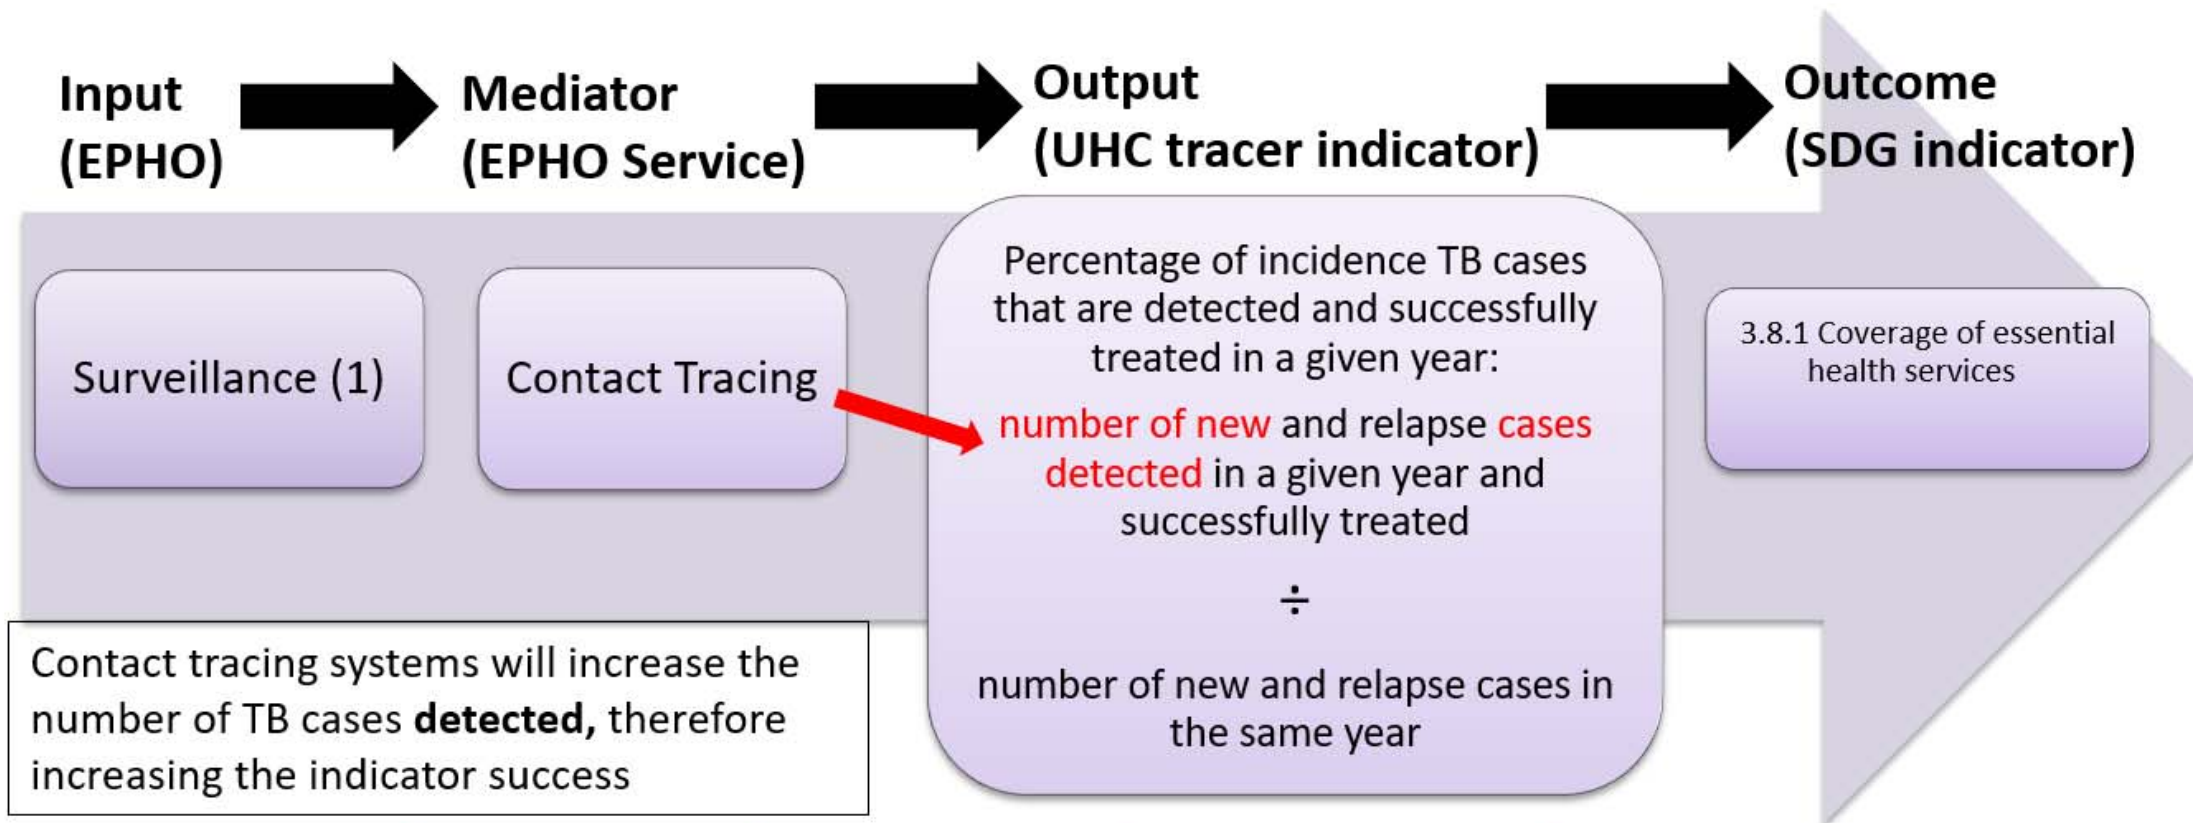 Input
(EPHO)
Mediator
(EPHO Service)
Output
(UHC tracer indicator)
Outcome
(SDG indicator)
Surveillance (1)
Contact Tracing
Percentage of incidence TB cases
that are detected and successfully
treated in a given year:
number of new and relapse cases
detected in a given year and
successfully treated
÷
number of new and relapse cases in
the same year
3.8.1 Coverage of essential
health services
Contact tracing systems will increase the
number of TB cases detected, therefore
increasing the indicator success